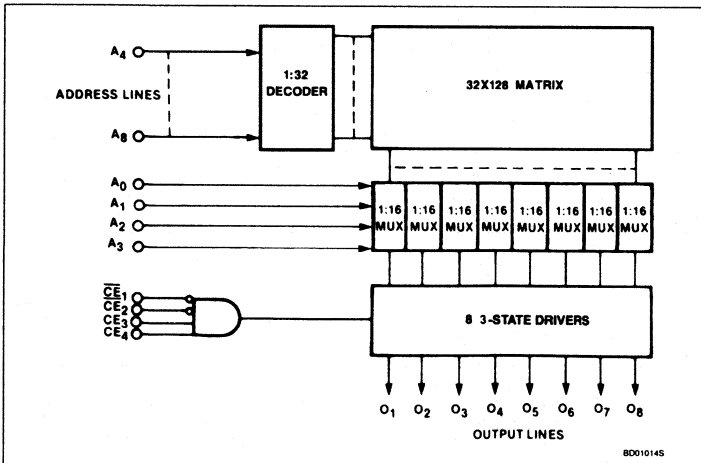 A4
1:32
DECODER
32X128 MATRIX
ADDRESS LINES
A8
A0
A1
A2
A3
1:16 1:16 1:16 1:16 1:16 1:16 1:16 1:16
MUX MUX MUX MUX MUX MUX MUX MUX
C̅E̅1
C̅E̅2
CE3
CE4
8 3-STATE DRIVERS
O1 O2 O3 O4 O5 O6 O7 O8
OUTPUT LINES
BD01014S